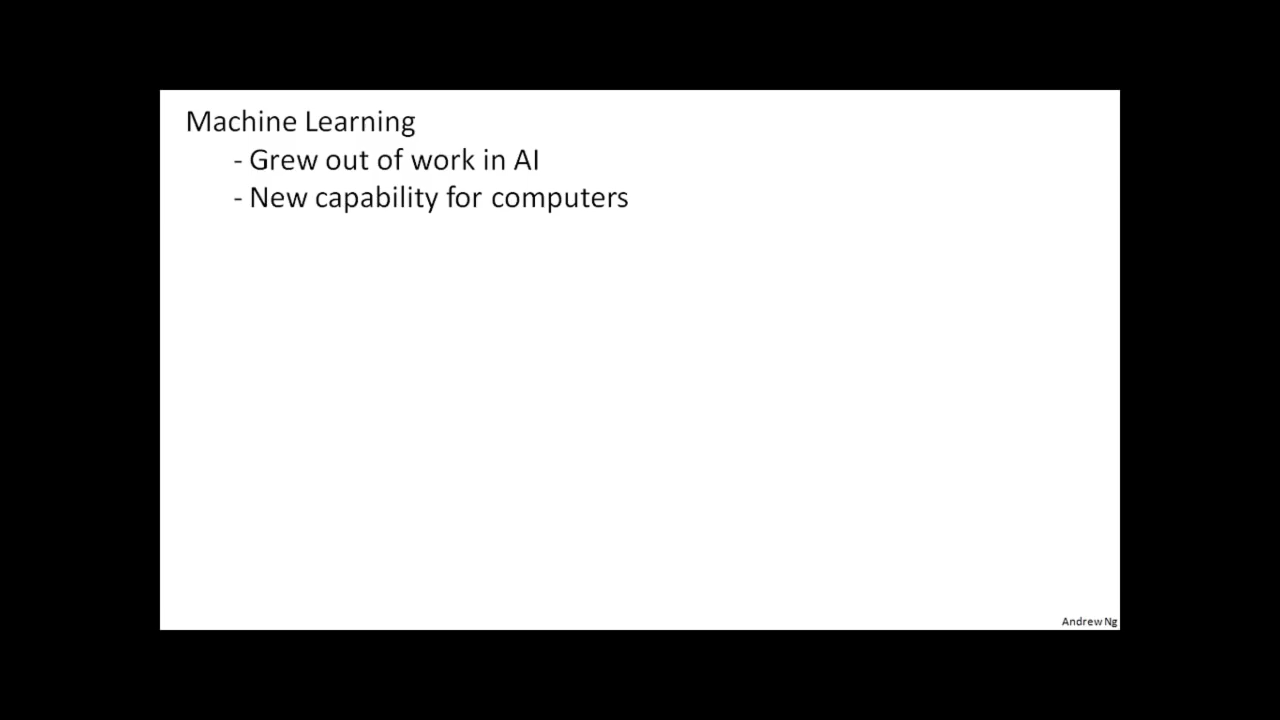 Machine Learning
- Grew out of work in AI
- New capability for computers
Andrew Ng